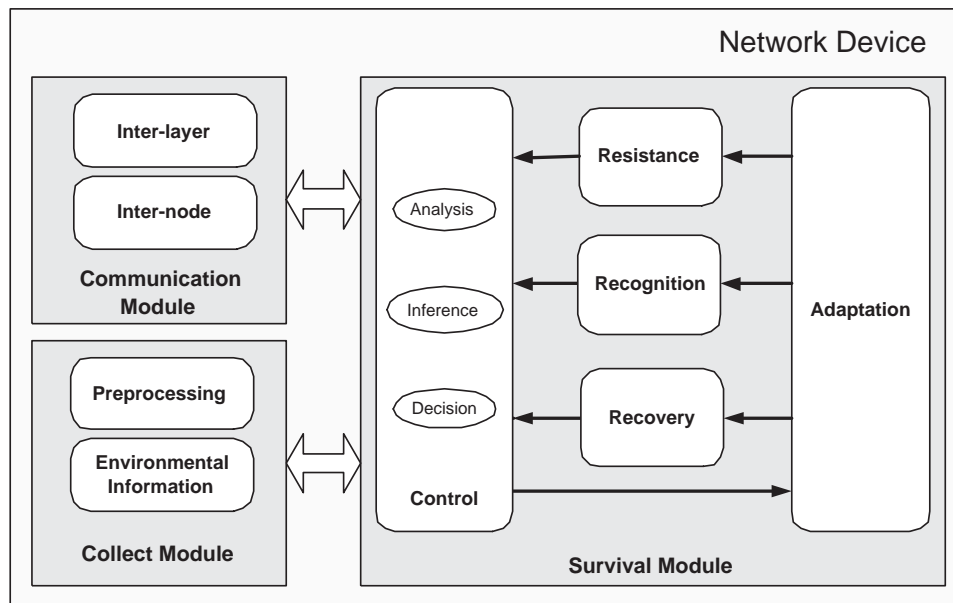 Network Device
Inter-layer
Inter-node
Communication
Module
Preprocessing
Environmental
Information
Collect Module
Analysis
Inference
Decision
Control
Resistance
Recognition
Recovery
Adaptation
Survival Module